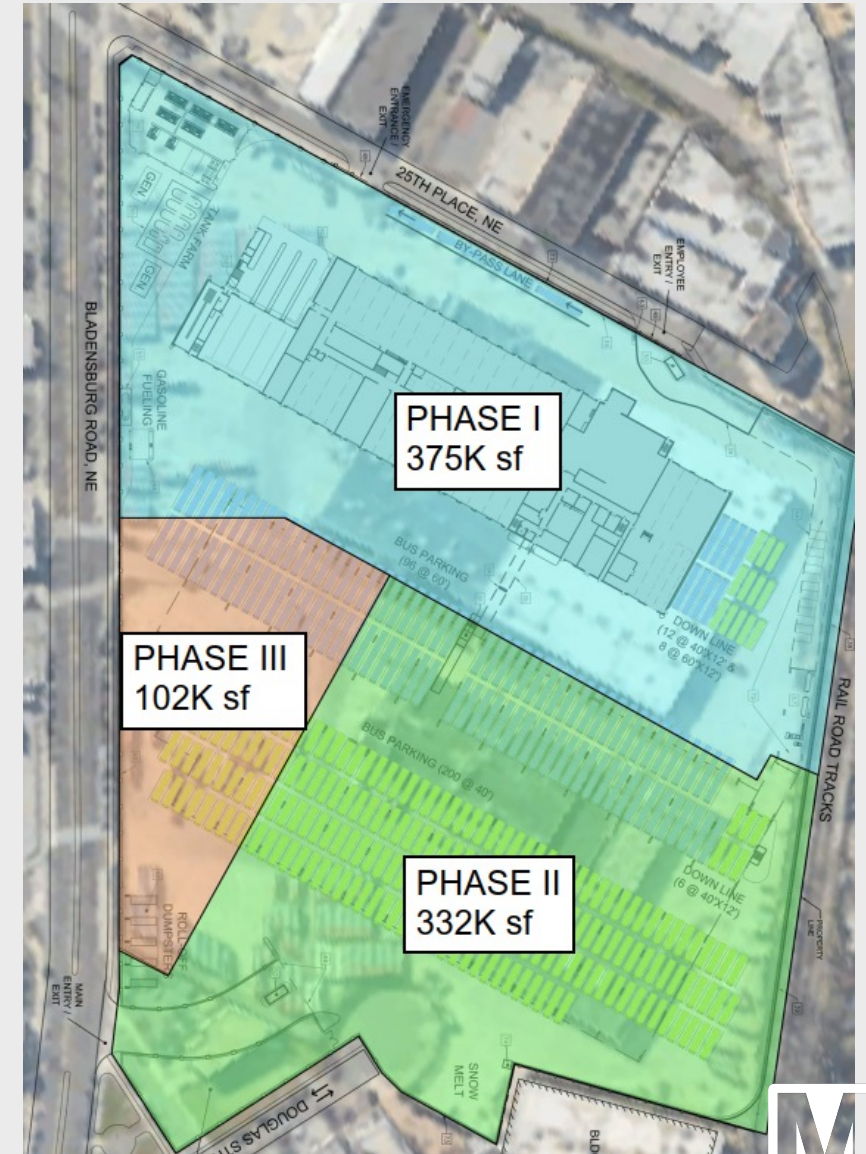 EMERGENCY
ENTRANCE /
EXIT
25TH PLACE, NE
BY-PASS LANE
EMPLOYEE
ENTRY /
EXIT
GEN
TANK FARM
GEN
GASOLINE
FUELING
BLADENSBURG ROAD, NE
PHASE I
375K sf
BUS PARKING
(96 @ 60')
DOWN LINE
(12 @ 40'X12' &
8 @ 60'X12')
RAIL ROAD TRACKS
PHASE III
102K sf
BUS PARKING (200 @ 40')
PHASE II
332K sf
DOWN LINE
(6 @ 40'X12')
PROPERTY
LINE
MAIN
ENTRY /
EXIT
SNOW
MELT
DOUGLAS ST
M